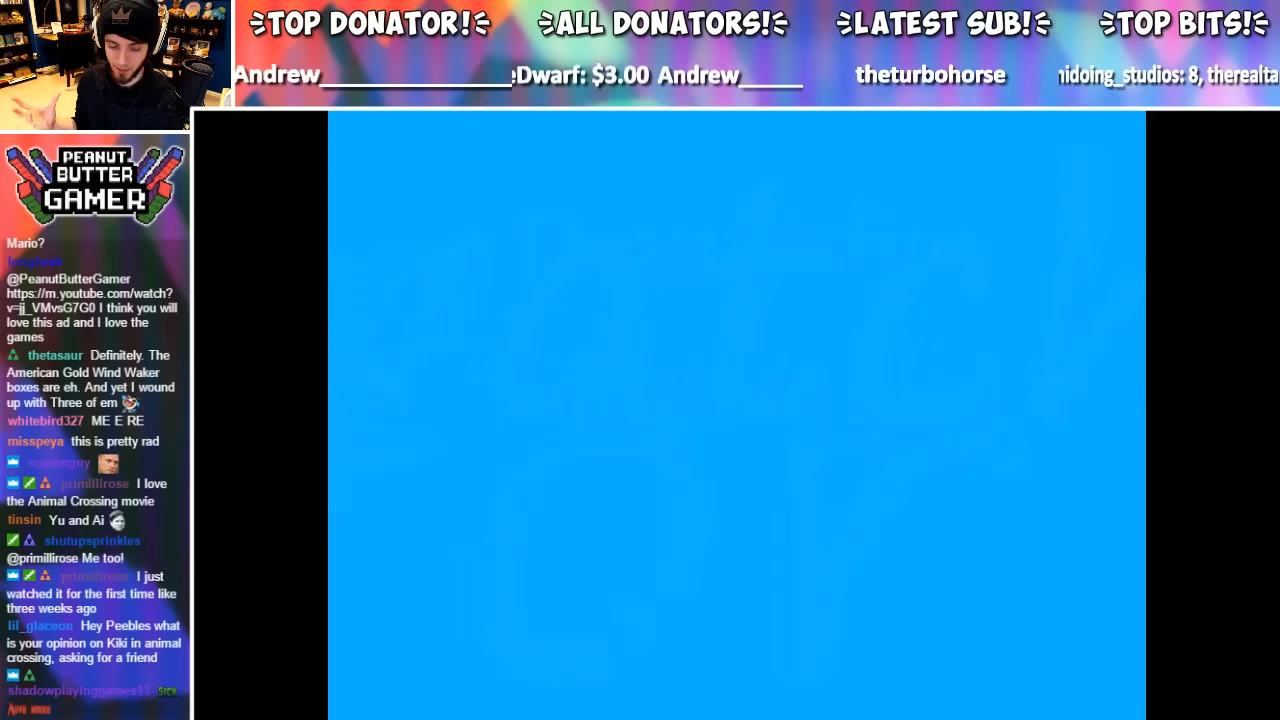 TOP DONATOR!
ALL DONATORS!
LATEST SUB!
TOP BITS!
Andrew
eDwarf: $3.00 Andrew
theturbohorse
nidoing_studios: 8, therealta
PEANUT
BUTTER
GAMER
Mario?
@PeanutButterGamer
https://m.youtube.com/watch?
v=jj_VMvsG7G0 I think you will
love this ad and I love the
games
thetasaur Definitely. The
American Gold Wind Waker
boxes are eh. And yet I wound
up with Three of em
whitebird327 ME E RE
misspeya this is pretty rad
primillirose I love
the Animal Crossing movie
tinsin Yu and Ai
shutupsprinkles
@primillirose Me too!
primillirose I just
watched it for the first time like
three weeks ago
lil_glaceon Hey Peebles what
is your opinion on Kiki in animal
crossing, asking for a friend
shadowplayinggames11 SICK